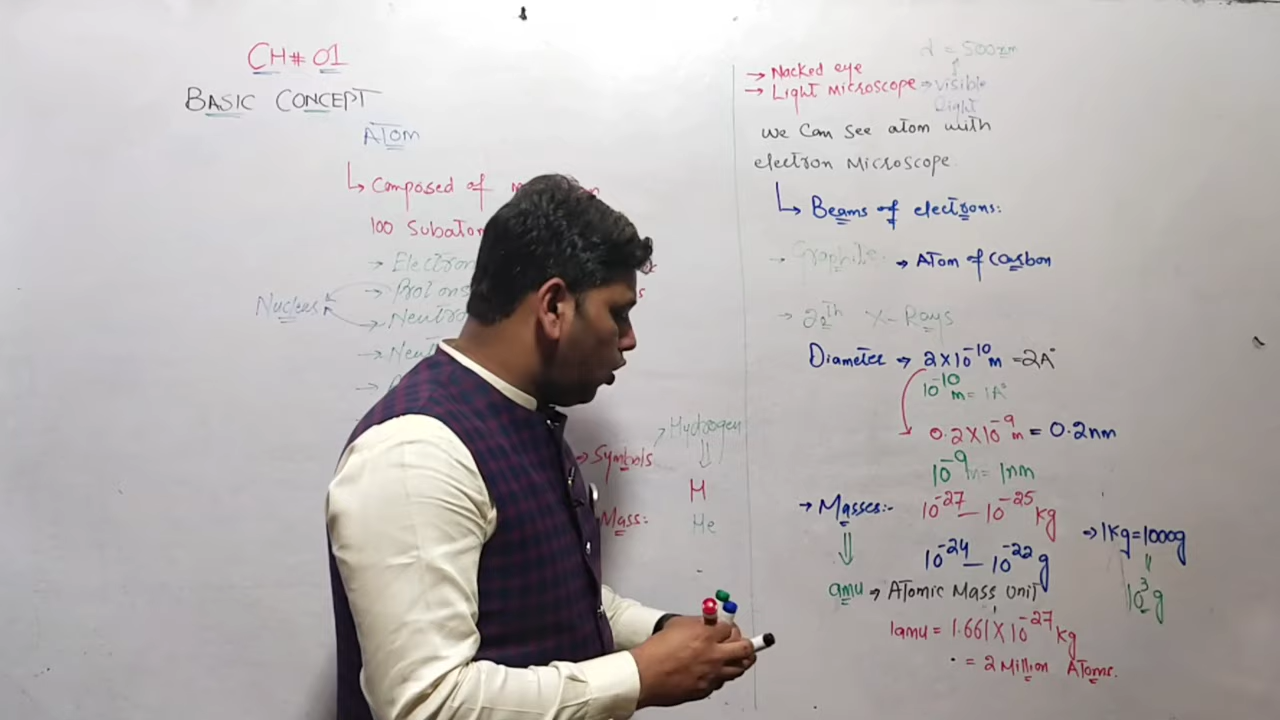 CH# 01
BASIC CONCEPT
ATOM
↳ Composed of
100
→ Electron
→ Protons
Nucleus
→
→
→ Symbols → Hydrogen
⇓
H
Mass:
He
→ Nacked eye
→ Light microscope → visible light
= 500nm
we can see atom with
electron Microscope.
↳ Beams of electrons:
→ Graphite. → Atom of Carbon
→ X-Rays
Diameter → 2×10⁻¹⁰m = 2A°
10⁻¹⁰m = 1A°
0.2×10⁻⁹m = 0.2nm
10⁻⁹m = 1nm
→ Masses:- 10⁻²⁷ – 10⁻²⁵ kg
⇓ 10⁻²⁴ – 10⁻²² g
→ 1Kg=1000g
10³g
amu → Atomic Mass Unit
1amu = 1.661×10⁻²⁷ kg
= 2 Million Atoms.